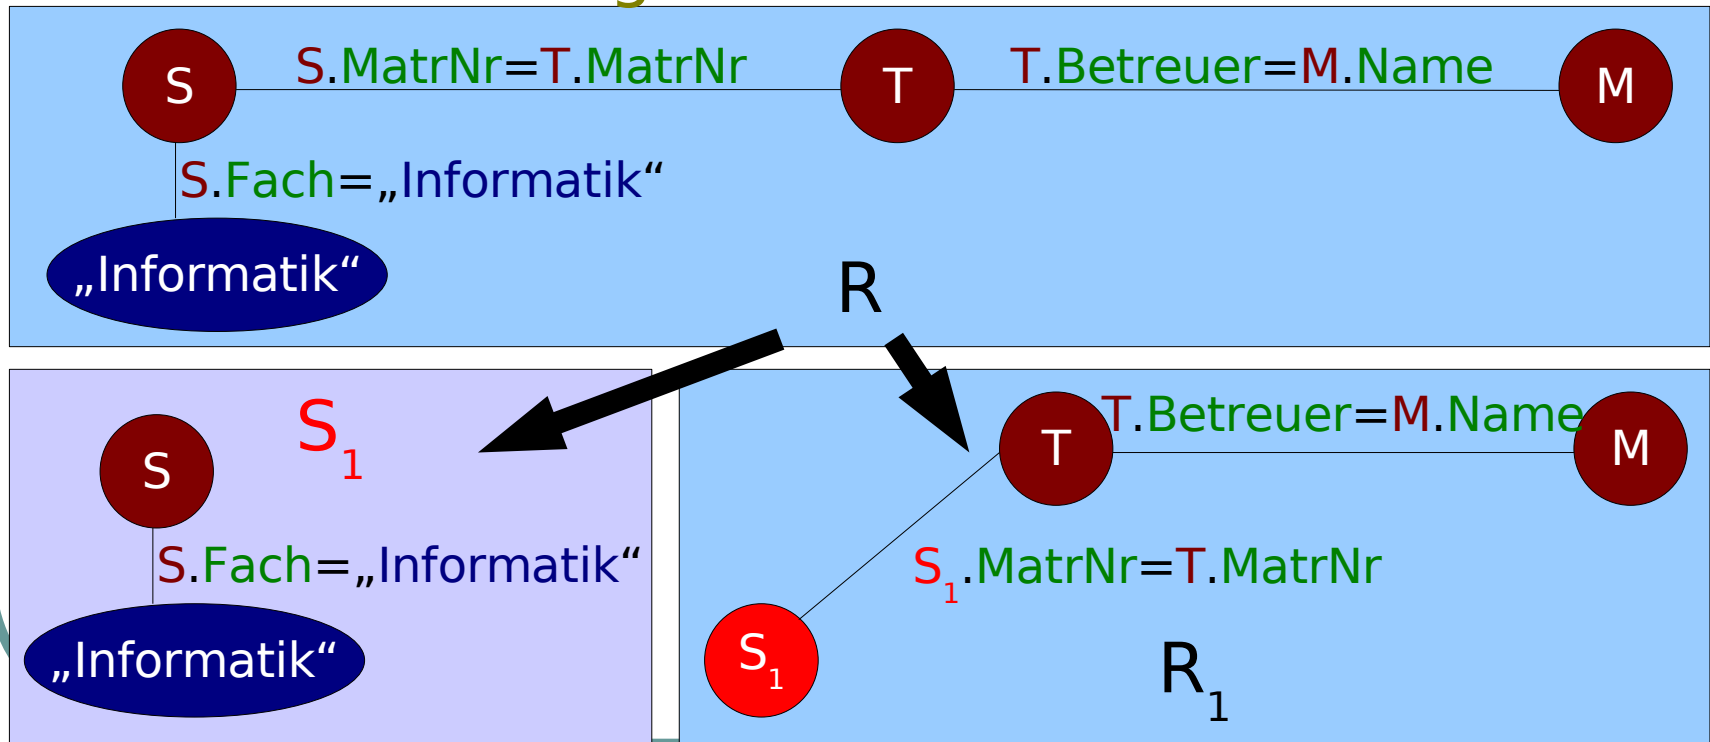 S S.MatrNr=T.MatrNr T T.Betreuer=M.Name M
S.Fach=„Informatik“
„Informatik“
R
S₁
S
S.Fach=„Informatik“
„Informatik“
T T.Betreuer=M.Name M
S₁.MatrNr=T.MatrNr
S₁
R₁